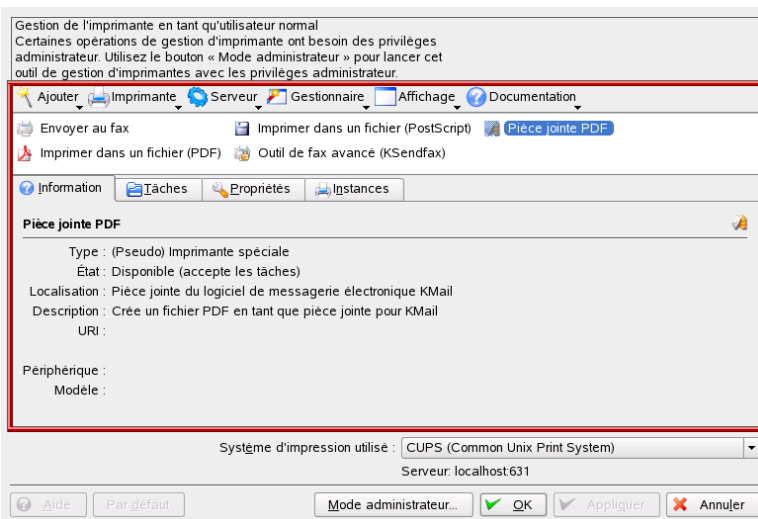 Gestion de l'imprimante en tant qu'utilisateur normal
Certaines opérations de gestion d'imprimante ont besoin des privilèges
administrateur. Utilisez le bouton « Mode administrateur » pour lancer cet
outil de gestion d'imprimantes avec les privilèges administrateur.
Ajouter Imprimante Serveur Gestionnaire Affichage Documentation
Envoyer au fax Imprimer dans un fichier (PostScript) Pièce jointe PDF
Imprimer dans un fichier (PDF) Outil de fax avancé (KSendfax)
Information Tâches Propriétés Instances
Pièce jointe PDF
Type : (Pseudo) Imprimante spéciale
État : Disponible (accepte les tâches)
Localisation : Pièce jointe du logiciel de messagerie électronique KMail
Description : Crée un fichier PDF en tant que pièce jointe pour KMail
URI :
Périphérique :
Modèle :
Système d'impression utilisé : CUPS (Common Unix Print System)
Serveur: localhost:631
Aide Par défaut Mode administrateur... OK Appliquer Annuler